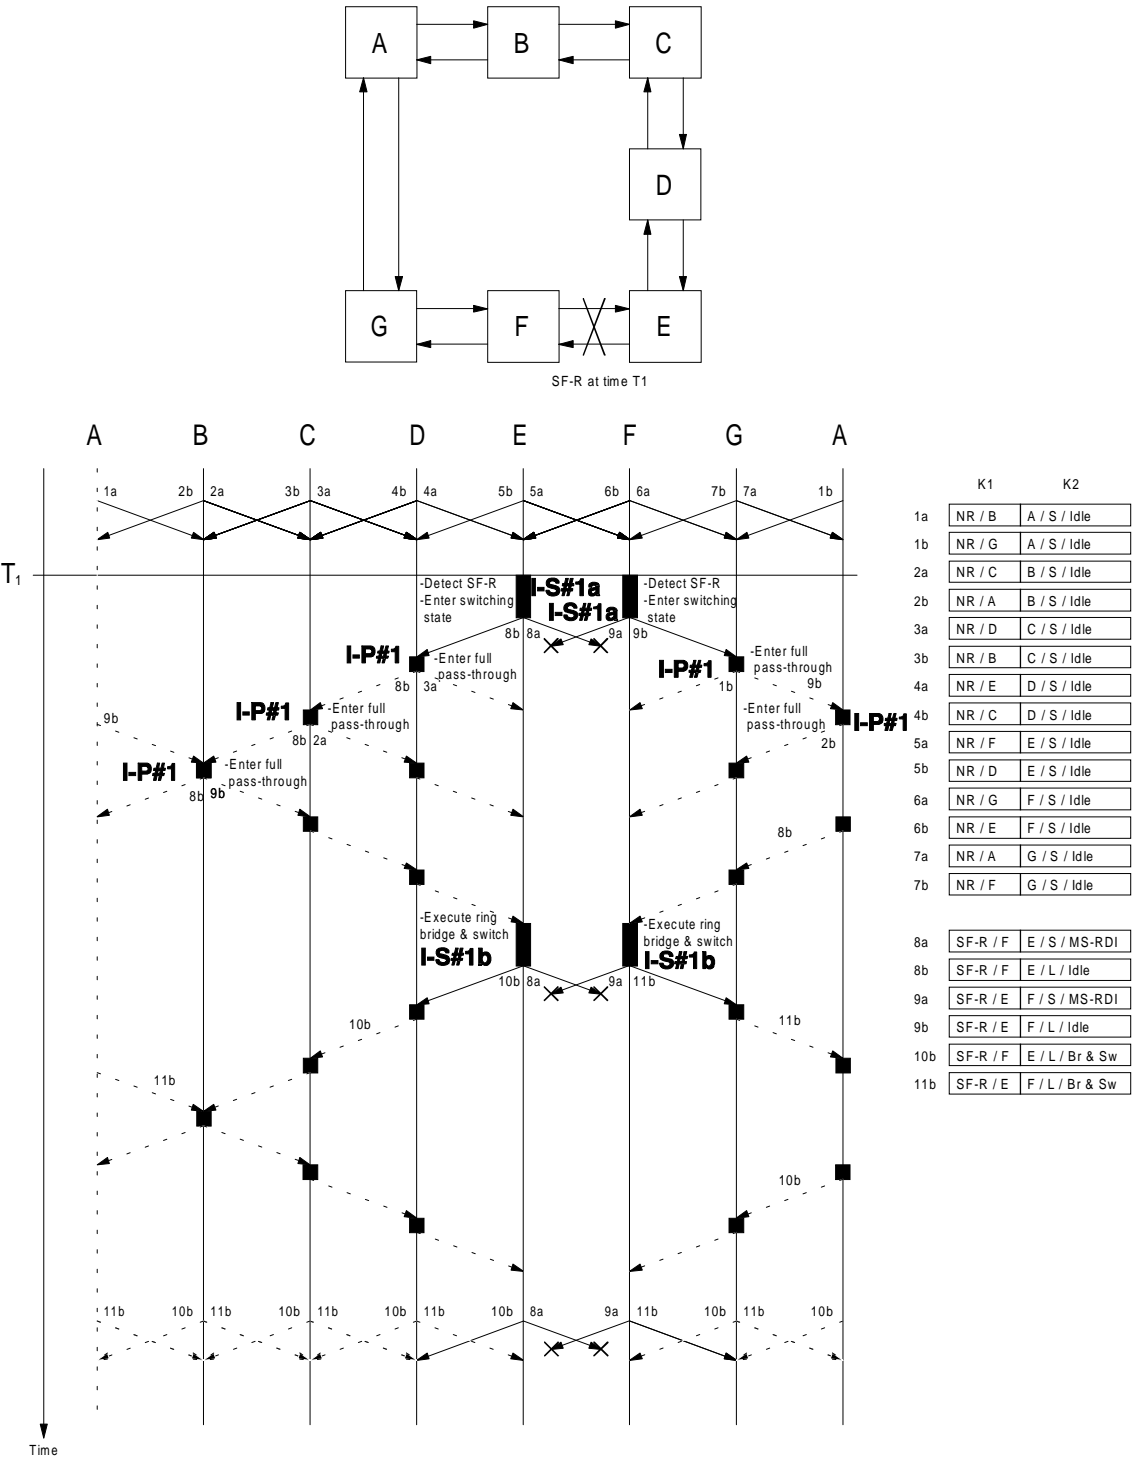 A
B
C
D
G
F
E
SF-R at time T1
A B C D E F G A
K1 K2
1a 2b 2a 3b 3a 4b 4a 5b 5a 6b 6a 7b 7a 1b
1a NR / B A / S / Idle
1b NR / G A / S / Idle
2a NR / C B / S / Idle
2b NR / A B / S / Idle
3a NR / D C / S / Idle
3b NR / B C / S / Idle
4a NR / E D / S / Idle
4b NR / C D / S / Idle
5a NR / F E / S / Idle
5b NR / D E / S / Idle
6a NR / G F / S / Idle
6b NR / E F / S / Idle
7a NR / A G / S / Idle
7b NR / F G / S / Idle
8a SF-R / F E / S / MS-RDI
8b SF-R / F E / L / Idle
9a SF-R / E F / S / MS-RDI
9b SF-R / E F / L / Idle
10b SF-R / F E / L / Br & Sw
11b SF-R / E F / L / Br & Sw
T1
-Detect SF-R
-Enter switching
state
I-S#1a
I-S#1a
-Detect SF-R
-Enter switching
state
8b 8a 9a 9b
I-P#1
-Enter full
pass-through
8b 3a
I-P#1
-Enter full
pass-through
1b 9b
I-P#1
-Enter full
pass-through
8b 2a
-Enter full
pass-through
I-P#1
2b
9b
I-P#1
-Enter full
pass-through
8b 9b
8b
-Execute ring
bridge & switch
I-S#1b
-Execute ring
bridge & switch
I-S#1b
10b 8a 9a 11b
10b
11b
11b
10b
11b 10b 11b 10b 11b 10b 11b 10b 8a 9a 11b 10b 11b 10b
Time